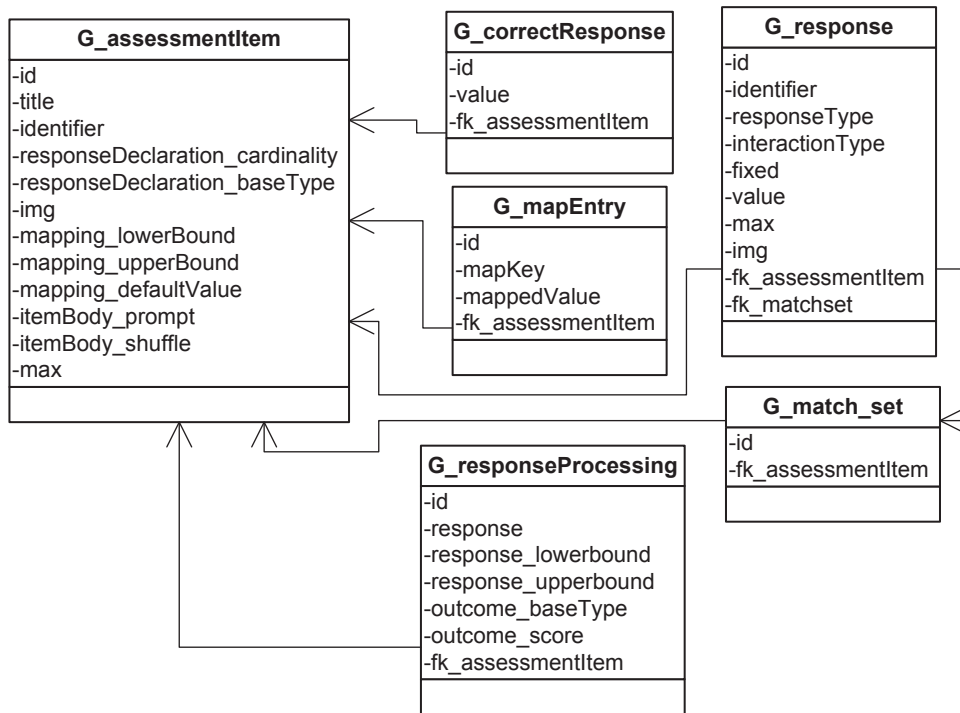 G_assessmentItem
-id
-title
-identifier
-responseDeclaration_cardinality
-responseDeclaration_baseType
-img
-mapping_lowerBound
-mapping_upperBound
-mapping_defaultValue
-itemBody_prompt
-itemBody_shuffle
-max
G_correctResponse
-id
-value
-fk_assessmentItem
G_mapEntry
-id
-mapKey
-mappedValue
-fk_assessmentItem
G_response
-id
-identifier
-responseType
-interactionType
-fixed
-value
-max
-img
-fk_assessmentItem
-fk_matchset
G_match_set
-id
-fk_assessmentItem
G_responseProcessing
-id
-response
-response_lowerbound
-response_upperbound
-outcome_baseType
-outcome_score
-fk_assessmentItem